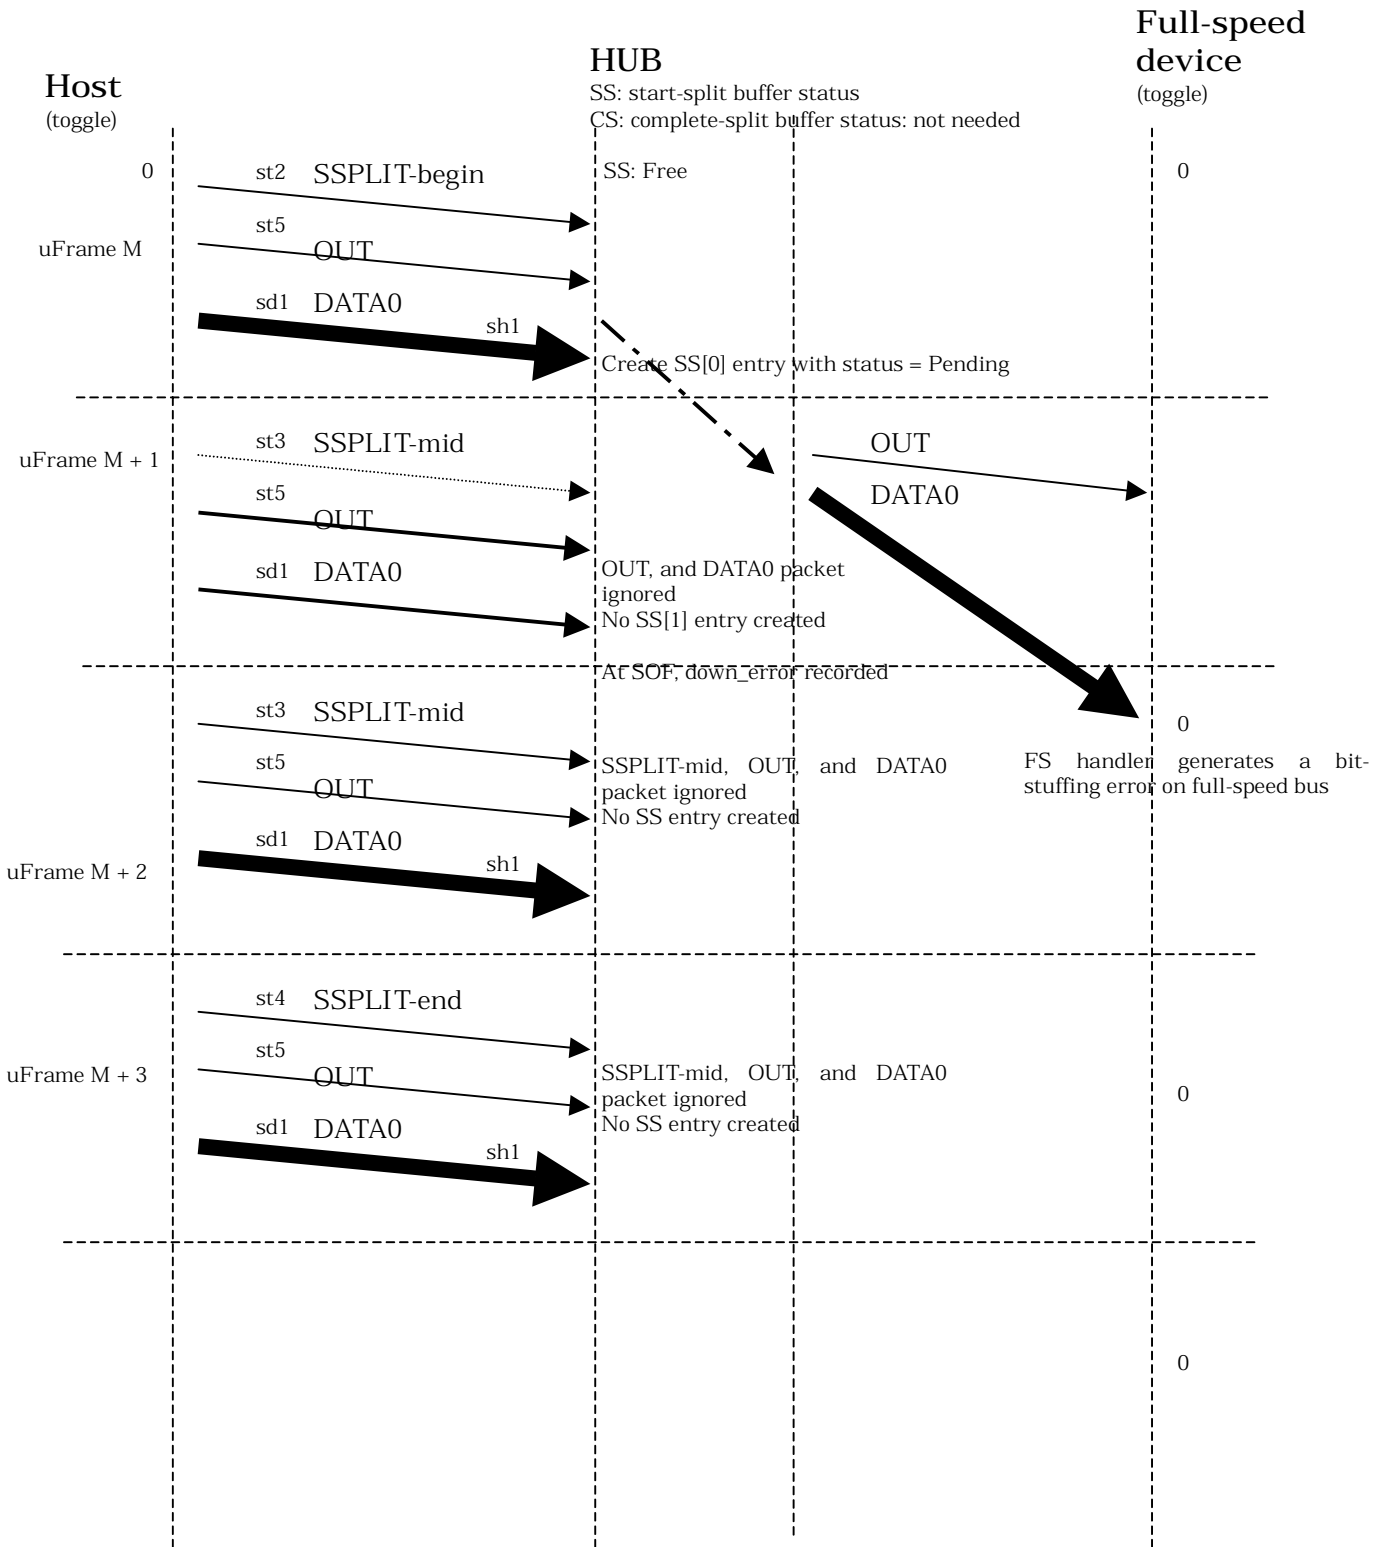 Full-speed
device
(toggle)
HUB
SS: start-split buffer status
CS: complete-split buffer status: not needed
Host
(toggle)
0
st2 SSPLIT-begin
SS: Free
0
st5
uFrame M
OUT
sd1 DATA0
sh1
Create SS[0] entry with status = Pending
st3 SSPLIT-mid
OUT
uFrame M + 1
st5
DATA0
OUT
sd1 DATA0
OUT, and DATA0 packet
ignored
No SS[1] entry created
At SOF, down_error recorded
st3 SSPLIT-mid
0
st5
SSPLIT-mid, OUT, and DATA0
packet ignored
No SS entry created
FS handler generates a bit-
stuffing error on full-speed bus
OUT
sd1 DATA0
sh1
uFrame M + 2
st4 SSPLIT-end
st5
uFrame M + 3
OUT
SSPLIT-mid, OUT, and DATA0
packet ignored
No SS entry created
0
sd1 DATA0
sh1
0